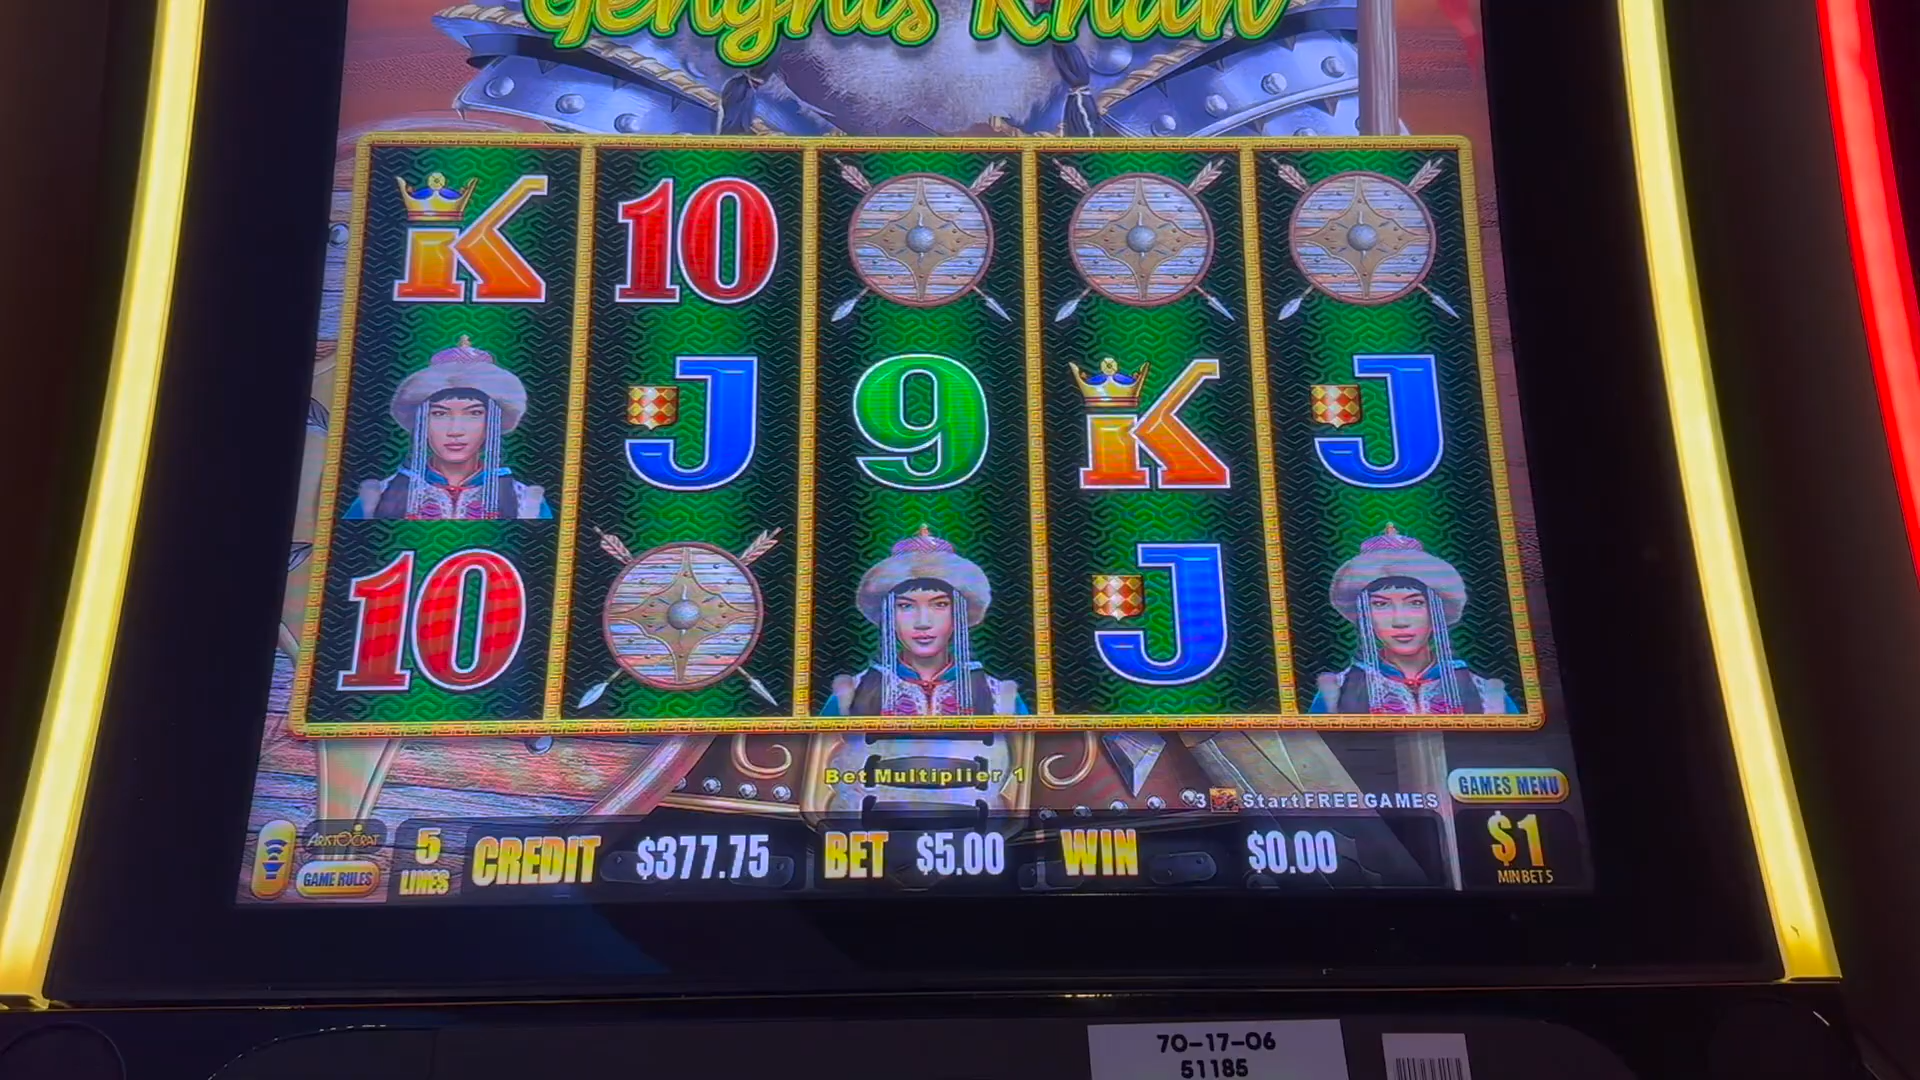 Genghis Khan
K 10
J 9 K J
10 J
Bet Multiplier 1
3 Start FREE GAMES
GAMES MENU
ARISTOCRAT
GAME RULES
5 LINES
CREDIT $377.75 BET $5.00 WIN $0.00
$1
MIN BET 5
70-17-06
51185